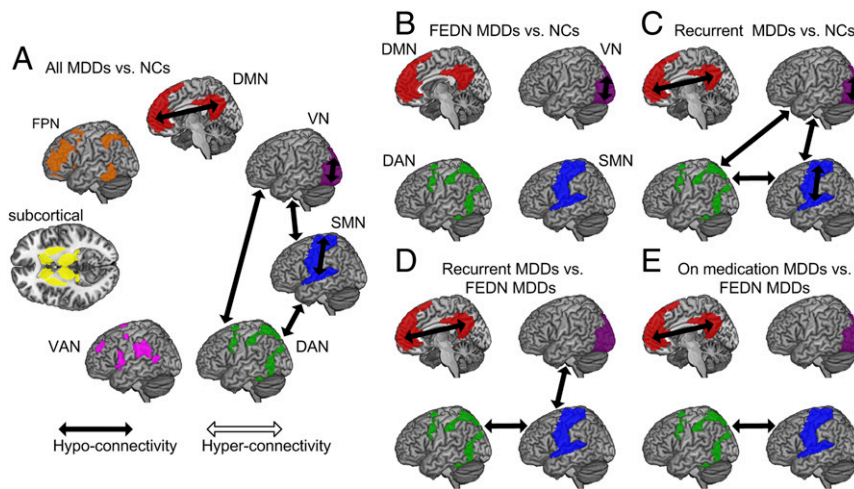 A
All MDDs vs. NCs
DMN
FPN
VN
subcortical
SMN
VAN
DAN
Hypo-connectivity
Hyper-connectivity
B
FEDN MDDs vs. NCs
DMN
VN
DAN
SMN
C
Recurrent MDDs vs. NCs
D
Recurrent MDDs vs.
FEDN MDDs
E
On medication MDDs vs.
FEDN MDDs